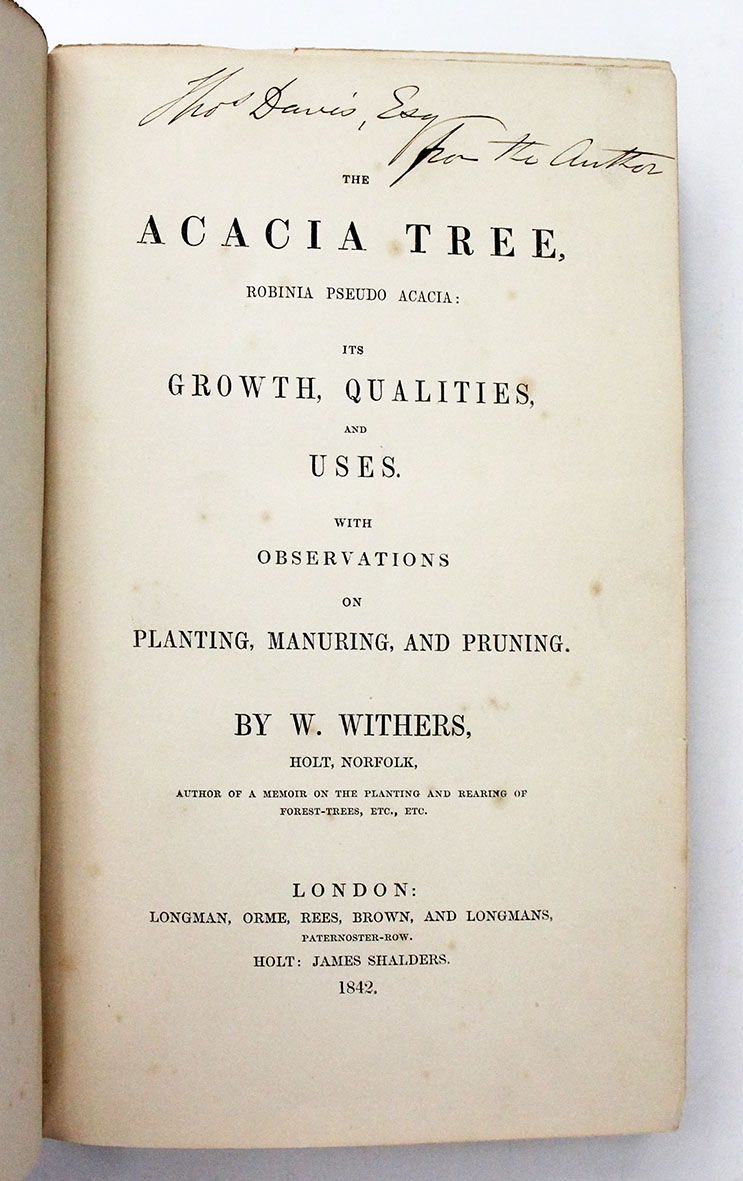 Thos Davis, Esq
from the Author
THE
ACACIA TREE,
ROBINIA PSEUDO ACACIA:
ITS
GROWTH, QUALITIES,
AND
USES.
WITH
OBSERVATIONS
ON
PLANTING, MANURING, AND PRUNING.
BY W. WITHERS,
HOLT, NORFOLK,
AUTHOR OF A MEMOIR ON THE PLANTING AND REARING OF
FOREST-TREES, ETC., ETC.
LONDON:
LONGMAN, ORME, REES, BROWN, AND LONGMANS,
PATERNOSTER-ROW.
HOLT: JAMES SHALDERS.
1842.